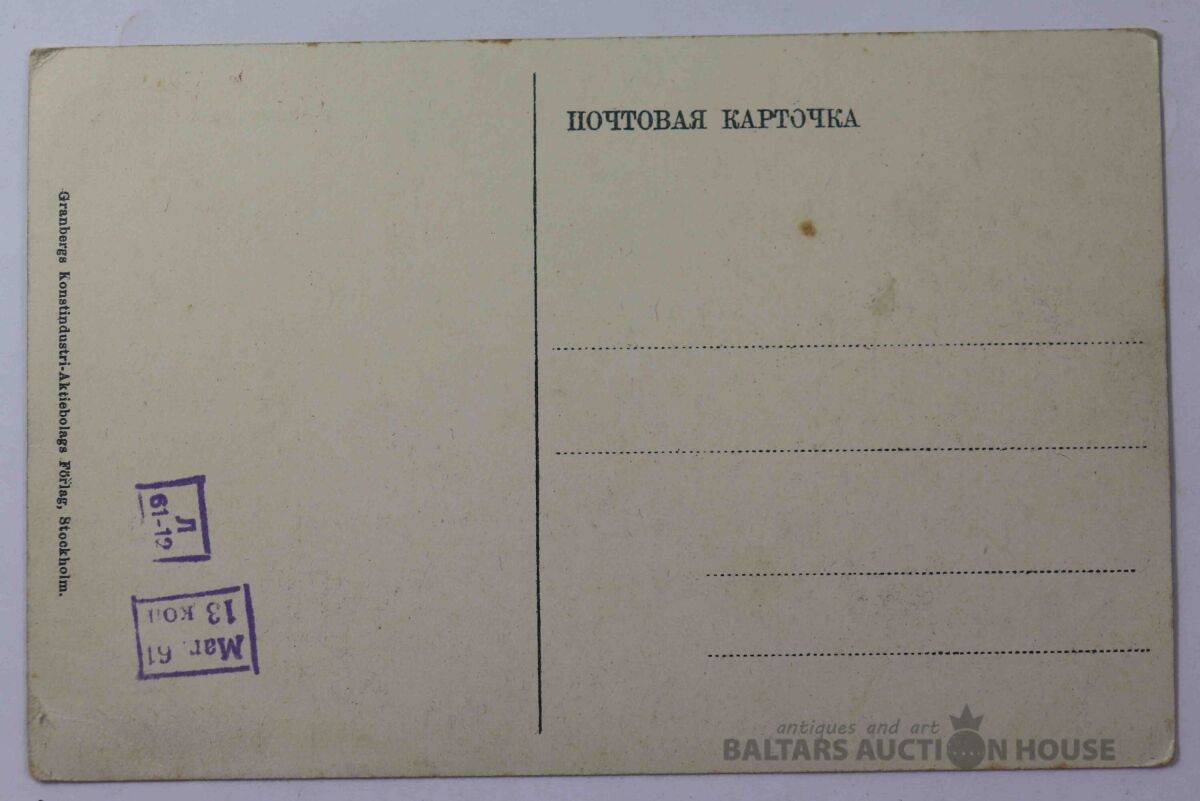 ПОЧТОВАЯ КАРТОЧКА
Granbergs Konstindustri-Aktiebolags Förlag, Stockholm.
Л
61-12
Маг. 61
13 коп
antiques and art
BALTARS AUCTION HOUSE